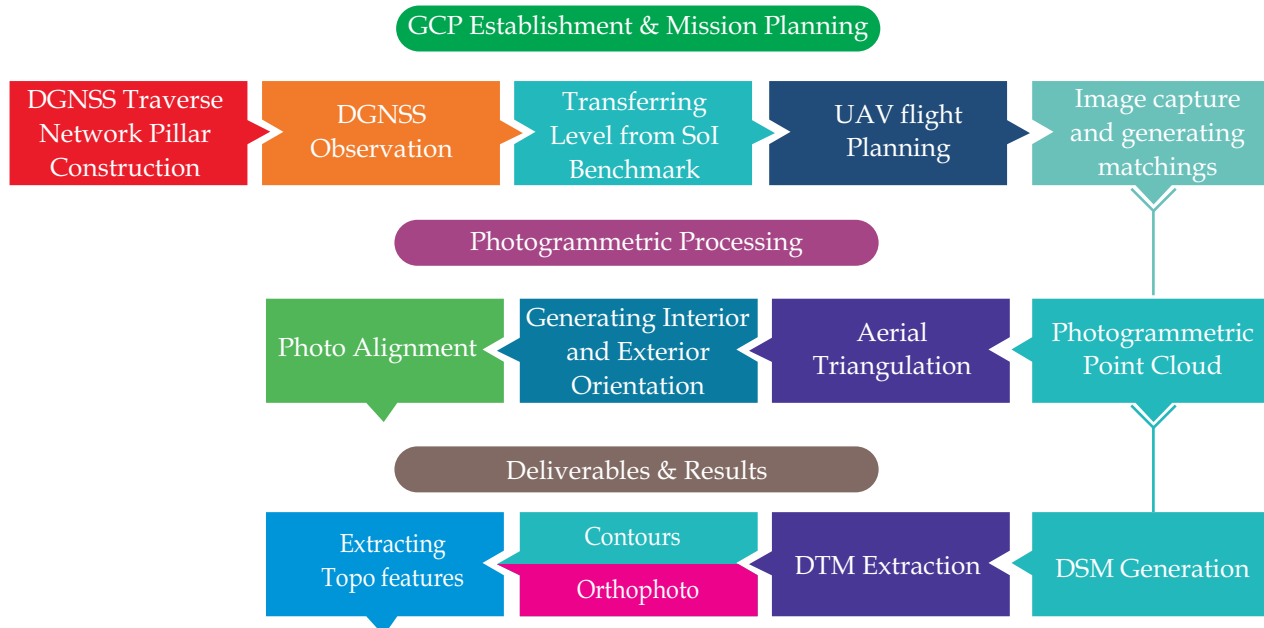 GCP Establishment & Mission Planning
DGNSS Traverse
Network Pillar
Construction
DGNSS
Observation
Transferring
Level from SoI
Benchmark
UAV flight
Planning
Image capture
and generating
matchings
Photogrammetric Processing
Photo Alignment
Generating Interior
and Exterior
Orientation
Aerial
Triangulation
Photogrammetric
Point Cloud
Deliverables & Results
Extracting
Topo features
Contours
Orthophoto
DTM Extraction
DSM Generation